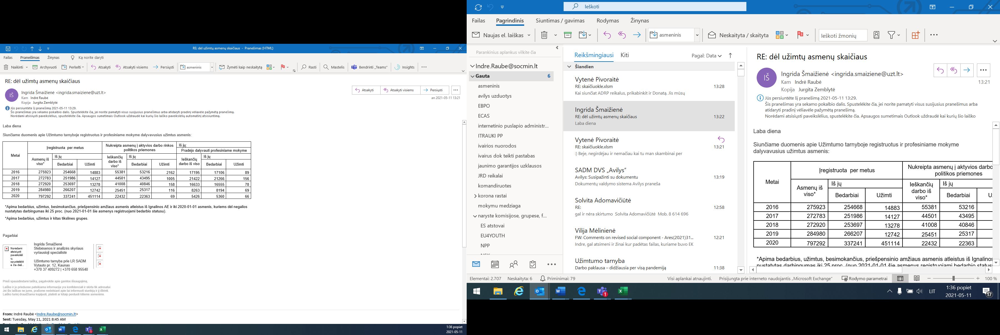 RE: dėl užimtų asmenų skaičiaus - Pranešimas (HTML)
Failas Pranešimas Žinynas Ką norite daryti
Naikinti Archyvuoti Perkelti Atsakyti Atsakyti visiems Persiųsti asmeninis Žymėti kaip neskaitytą Rasti Mastelis Bendrinti „Teams“ Insights
RE: dėl užimtų asmenų skaičiaus
IŠ
Ingrida Šmaižienė <ingrida.smaiziene@uzt.lt>
Kam Indrė Raubė
Kopija Jurgita Zemblytė
Atsakyti Atsakyti visiems Persiųsti
an 2021-05-11 13:21
Jūs persiuntėte šį pranešimą 2021-05-11 13:29.
Šis pranešimas yra sekamo pokalbio dalis. Spustelėkite čia, jei norite pamatyti visus susijusius pranešimus arba atidaryti pradinį vėliavėle pažymėtą pranešimą.
Norėdami atsisiųsti paveikslėlius, spustelėkite čia. Apsaugos sumetimais Outlook uždraudė kai kurių šio laiško paveikslėlių automatinį atsisiuntimą.
Laba diena
Siunčiame duomenis apie Užimtumo tarnyboje registruotus ir profesiniame mokyme dalyvavusius užimtus asmenis:
Metai
Įregistruota per metus
Nukreipta asmenų į aktyvios darbo rinkos
politikos priemones
Iš jų:
Pradėjo dalyvauti profesiniame mokyme
Asmenų iš
viso*
Iš jų
Bedarbiai Užimti
Ieškančių
darbo iš
viso*
Iš jų
Bedarbiai Užimti
Ieškančių
darbo iš viso
Iš jų
Bedarbiai Užimti
2016 275923 254668 14883 55381 53216 2162 17195 17106 89
2017 272783 251986 14127 44501 43495 1005 21422 21266 156
2018 272920 253697 13278 41008 40846 158 16633 16555 78
2019 284980 266207 12742 25451 25317 116 8263 8194 69
2020 797292 337241 451114 22432 22363 69 5426 5360 66
*Apima bedarbius, užimtus, besimokančius, priešpensinio amžiaus asmenis atleistus iš Ignalinos AE ir iki 2020-01-01 asmenis, kuriems dėl negalios
nustatytas darbingumas iki 25 proc. (nuo 2021-01-01 šie asmenys registruojami bedarbio statusu).
*Apima bedarbius, užimtus ir kitas tikslines grupes.
Pagarbiai
Norėdami
atsisiųsti
paveikslėli
ų,
spustelėkit
e čia deš...
Ingrida Šmaižienė
Stebėsenos ir analizės skyriaus
vyriausioji specialistė
Užimtumo tarnyba prie LR SADM
Vytauto pr. 12, Kaunas
+370 37 409272 | +370 658 95540
Prieš spausdindami laišką, pagalvokite apie gamtos išsaugojimą.
Laiške ir jo prieduose pateikiama informacija yra konfidenciali ir skirta tik adresatui.
Jei šis laiškas ne jums, prašome nedelsiant apie tai informuoti siuntėją ir jį ištrinti.
Laiško turinį draudžiama kopijuoti, platinti ar kitaip perduoti kitiems asmenims.
From: Indrė Raubė <Indre.Raube@socmin.lt>
Sent: Tuesday, May 11, 2021 8:45 AM
1:36 popiet
2021-05-11
Ieškoti
Failas Pagrindinis Siuntimas / gavimas Rodymas Žinynas
Naujas el. laiškas asmeninis Neskaityta / skaityta Ieškoti žmonių
Parankinius aplankus vilkite čia
Indre.Raube@socmin.lt
Gauta 6
asmeninis
avilys uzduotys
EBPO
ECAS
internetinio puslapio administr...
ITRAUKI PP
ivairios nuorodos
ivairus dok teikti pastabas
jaunimo garantijos uzklausos
JRD reikalai
komandiruotes
korona rastai
mokymu medziaga
naryste komisijose, grupese, f...
ES atstovai
EU4YOUTH
NPP
Reikšmingiausi Kiti Pagal: Data
Šiandien
Vytenė Pivoraitė
RE: skaičiuokle.xlsm 13:28
Kai siunčiat ADRP reikalus, prikabinkit ir Donatą. Jis mūsų
Ingrida Šmaižienė
RE: dėl užimtų asmenų skaičiaus 13:22
Laba diena
Vytenė Pivoraitė
RE: skaičiuokle.xlsm 13:21
:) Beje, negirdėjau ir nemačiau kai tu man skambinai per
SADM DVS „Avilys“
Avilys: Susipažinti su dokumentu 13:19
Dokumentų valdymo sistema Avilys praneša
Solvita Adomavičiūtė
RE: 12:58
gal ir nėra skirtumo Solvita Adomavičiūtė Mob. 8 614 696
Vilija Mėlinienė
FW: Comments on revised social component - Ares(2021)31... 12:21
Indre, gal atsimeni ir žinai kur padėtas failas, kuriame buvo EK
Užimtumo tarnyba
Darbo paklausa – didžiausia per visą pandemiją 11:38
RE: dėl užimtų asmenų skaičiaus
IŠ
Ingrida Šmaižienė <ingrida.smaiziene@uzt.lt>
Kam Indrė Raubė
Kopija Jurgita Zemblytė
13:21
Jūs persiuntėte šį pranešimą 2021-05-11 13:29.
Šis pranešimas yra sekamo pokalbio dalis. Spustelėkite čia, jei norite pamatyti visus susijusius pranešimus arba
atidaryti pradinį vėliavėle pažymėtą pranešimą.
Norėdami atsisiųsti paveikslėlius, spustelėkite čia. Apsaugos sumetimais Outlook uždraudė kai kurių šio laiško
Laba diena
Siunčiame duomenis apie Užimtumo tarnyboje registruotus ir profesiniame mokyme
dalyvavusius užimtus asmenis:
Metai
Įregistruota per metus
Nukreipta asmenų į aktyvios darbo
politikos priemones
Asmenų iš
viso*
Iš jų
Bedarbiai Užimti
Ieškančių
darbo iš
viso*
Iš jų
Bedarbiai U
2016 275923 254668 14883 55381 53216
2017 272783 251986 14127 44501 43495
2018 272920 253697 13278 41008 40846
2019 284980 266207 12742 25451 25317
2020 797292 337241 451114 22432 22363
*Apima bedarbius, užimtus, besimokančius, priešpensinio amžiaus asmenis atleistus iš Ignalinos
nustatytas darbingumas iki 25 proc. (nuo 2021-01-01 šie asmenys registruojami bedarbio statusu
Elementai: 2.707 Neskaityta: 6 Priminimai: 79 Visi aplankai atnaujinti. Prisijungta prie interneto naudojantis „Microsoft Exchange“ Rodymo parametrai 100 %
LIT 1:36 popiet
2021-05-11 17